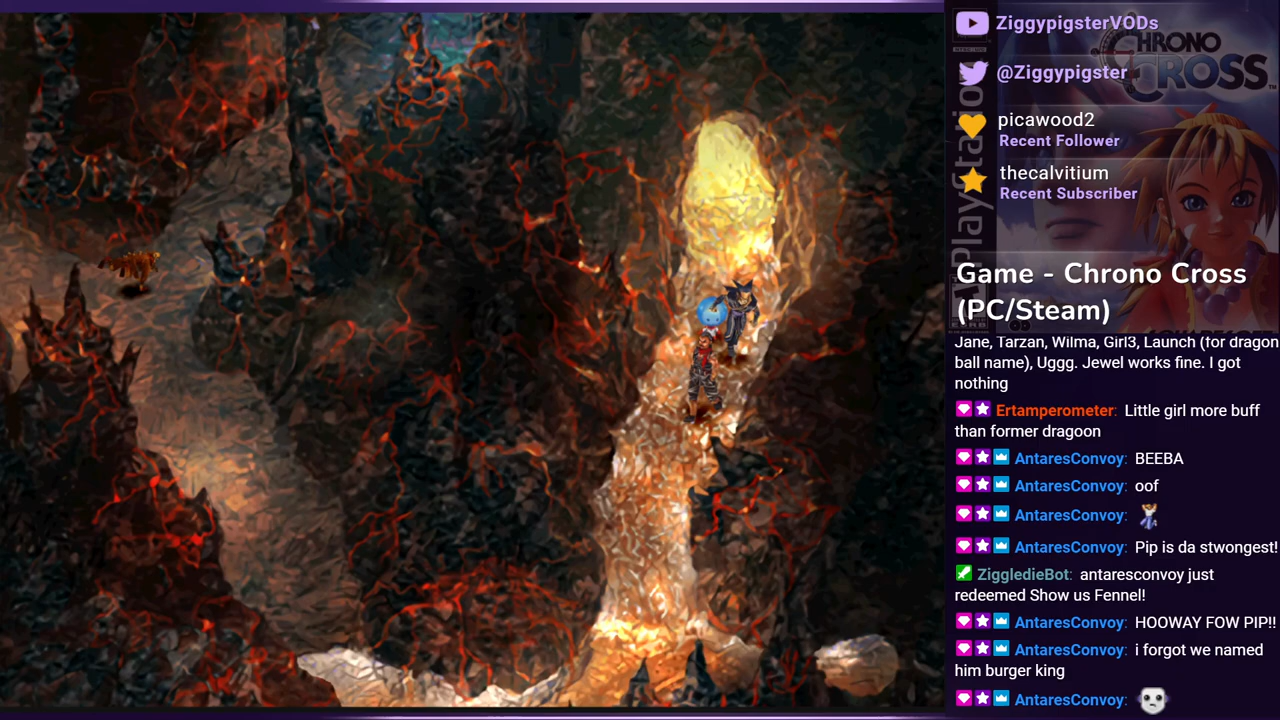 ZiggypigsterVODs
@Ziggypigster
picawood2
Recent Follower
thecalvitium
Recent Subscriber
CHRONO
CROSS
PlayStatio
Game - Chrono Cross
(PC/Steam)
Jane, Tarzan, Wilma, Girl3, Launch (for dragon
ball name), Uggg. Jewel works fine. I got
nothing
Ertamperometer: Little girl more buff
than former dragoon
AntaresConvoy: BEEBA
AntaresConvoy: oof
AntaresConvoy:
AntaresConvoy: Pip is da stwongest!
ZiggledieBot: antaresconvoy just
redeemed Show us Fennel!
AntaresConvoy: HOOWAY FOW PIP!!
AntaresConvoy: i forgot we named
him burger king
AntaresConvoy: